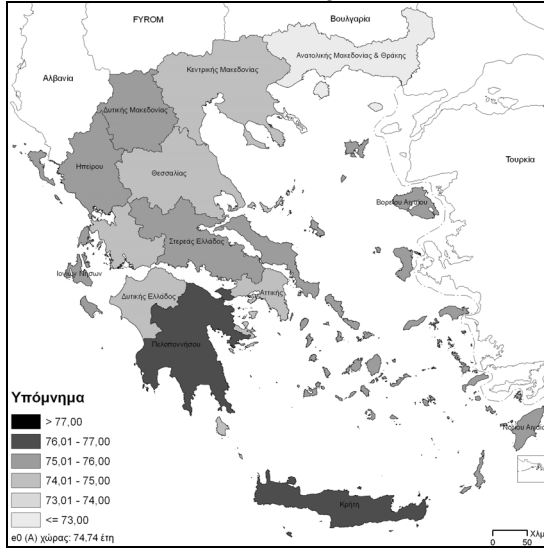 FYROM
Βουλγαρία
Αλβανία
Κεντρικής Μακεδονίας
Ανατολικής Μακεδονίας & Θράκης
Δυτικής Μακεδονίας
Τουρκία
Ηπείρου
Θεσσαλίας
Βορείου Αιγαίου
Στερεάς Ελλάδος
Ιονίων Νήσων
Δυτικής Ελλάδος
Αττικής
Πελοποννήσου
Κρήτη
Υπόμνημα
> 77,00
76,01 - 77,00
75,01 - 76,00
74,01 - 75,00
73,01 - 74,00
<= 73,00
e0 (Α) χώρας: 74,74 έτη
0 50